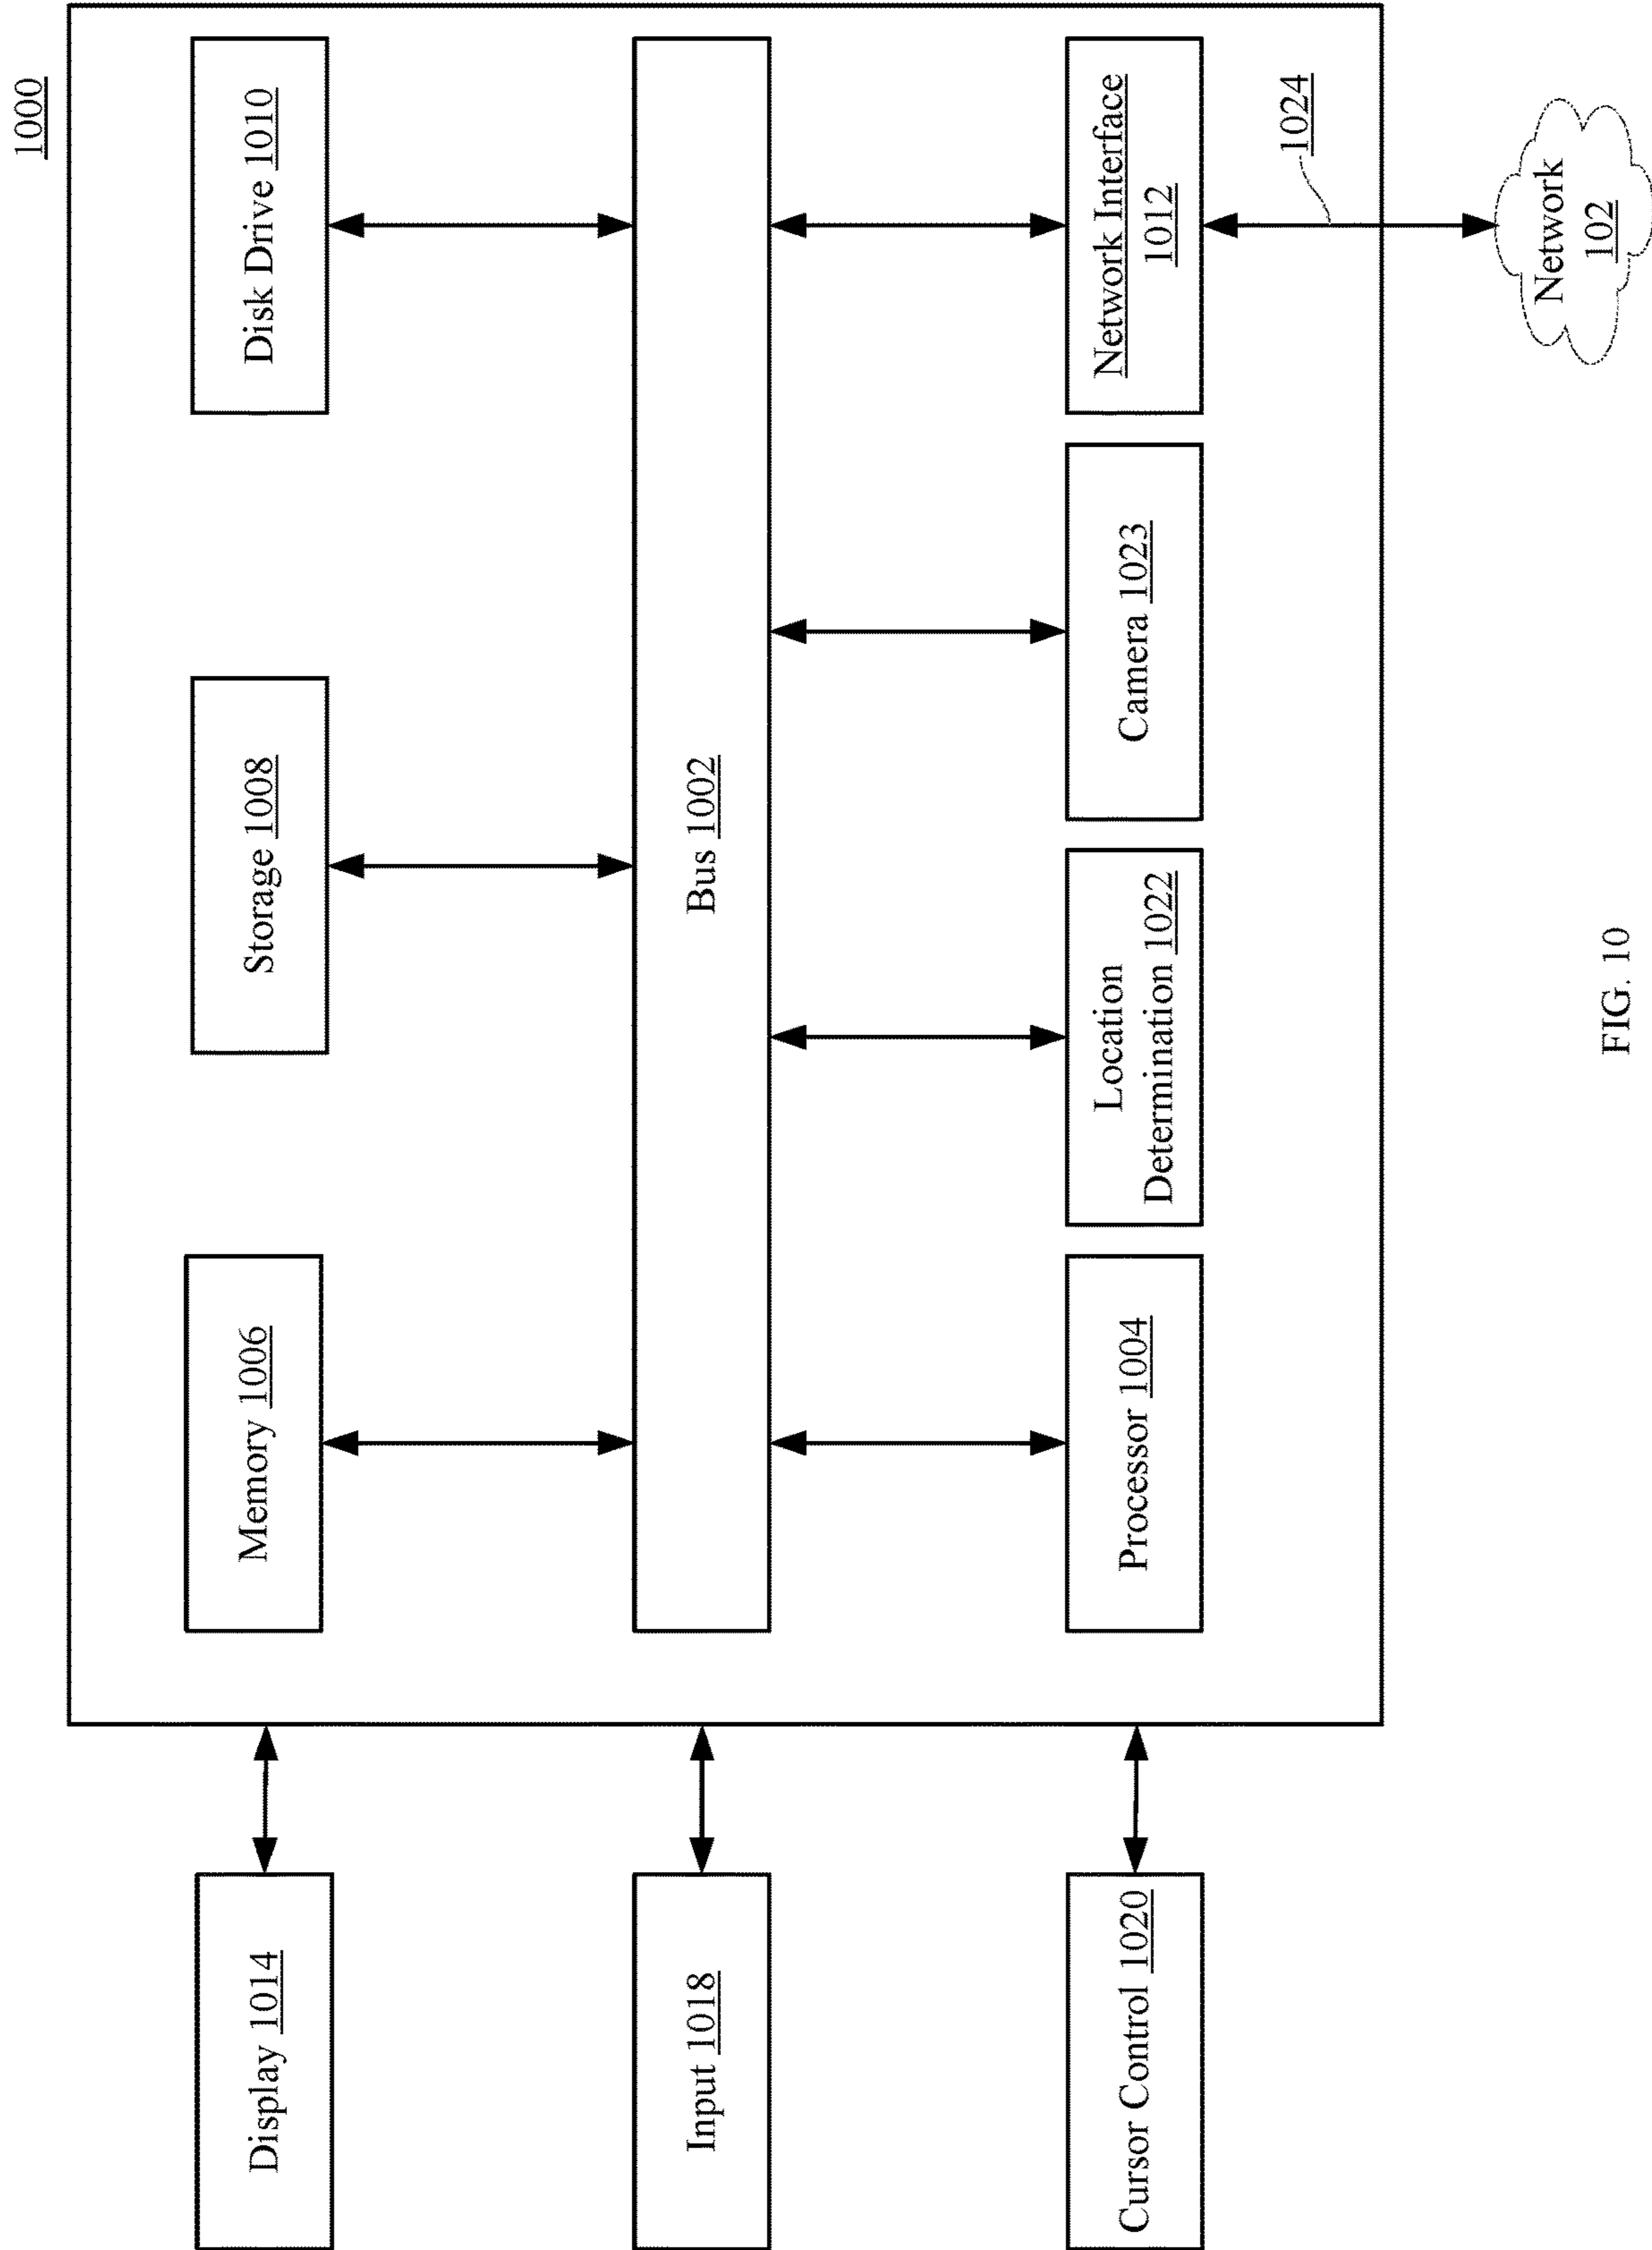 1000
Display 1014
Memory 1006
Storage 1008
Disk Drive 1010
Input 1018
Bus 1002
Cursor Control 1020
Processor 1004
Location
Determination 1022
Camera 1023
Network Interface
1012
1024
Network
102
FIG. 10